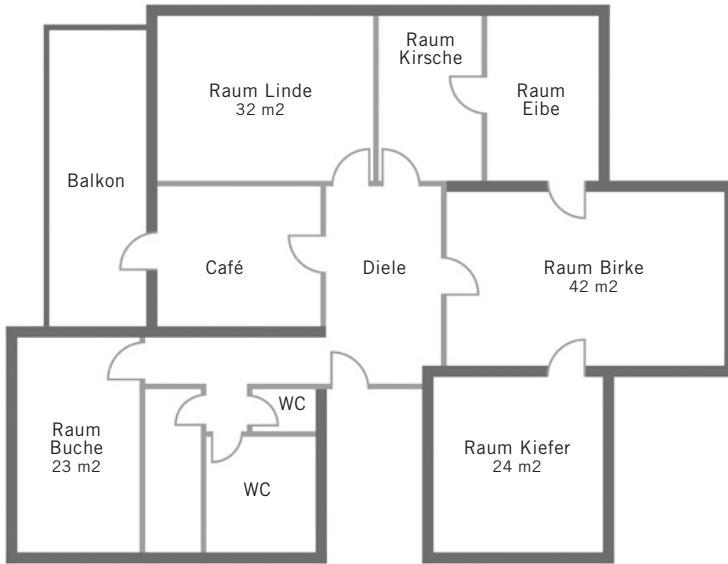 Raum
Kirsche
Raum Linde
32 m2
Raum
Eibe
Balkon
Café
Diele
Raum Birke
42 m2
WC
Raum
Buche
23 m2
Raum Kiefer
24 m2
WC